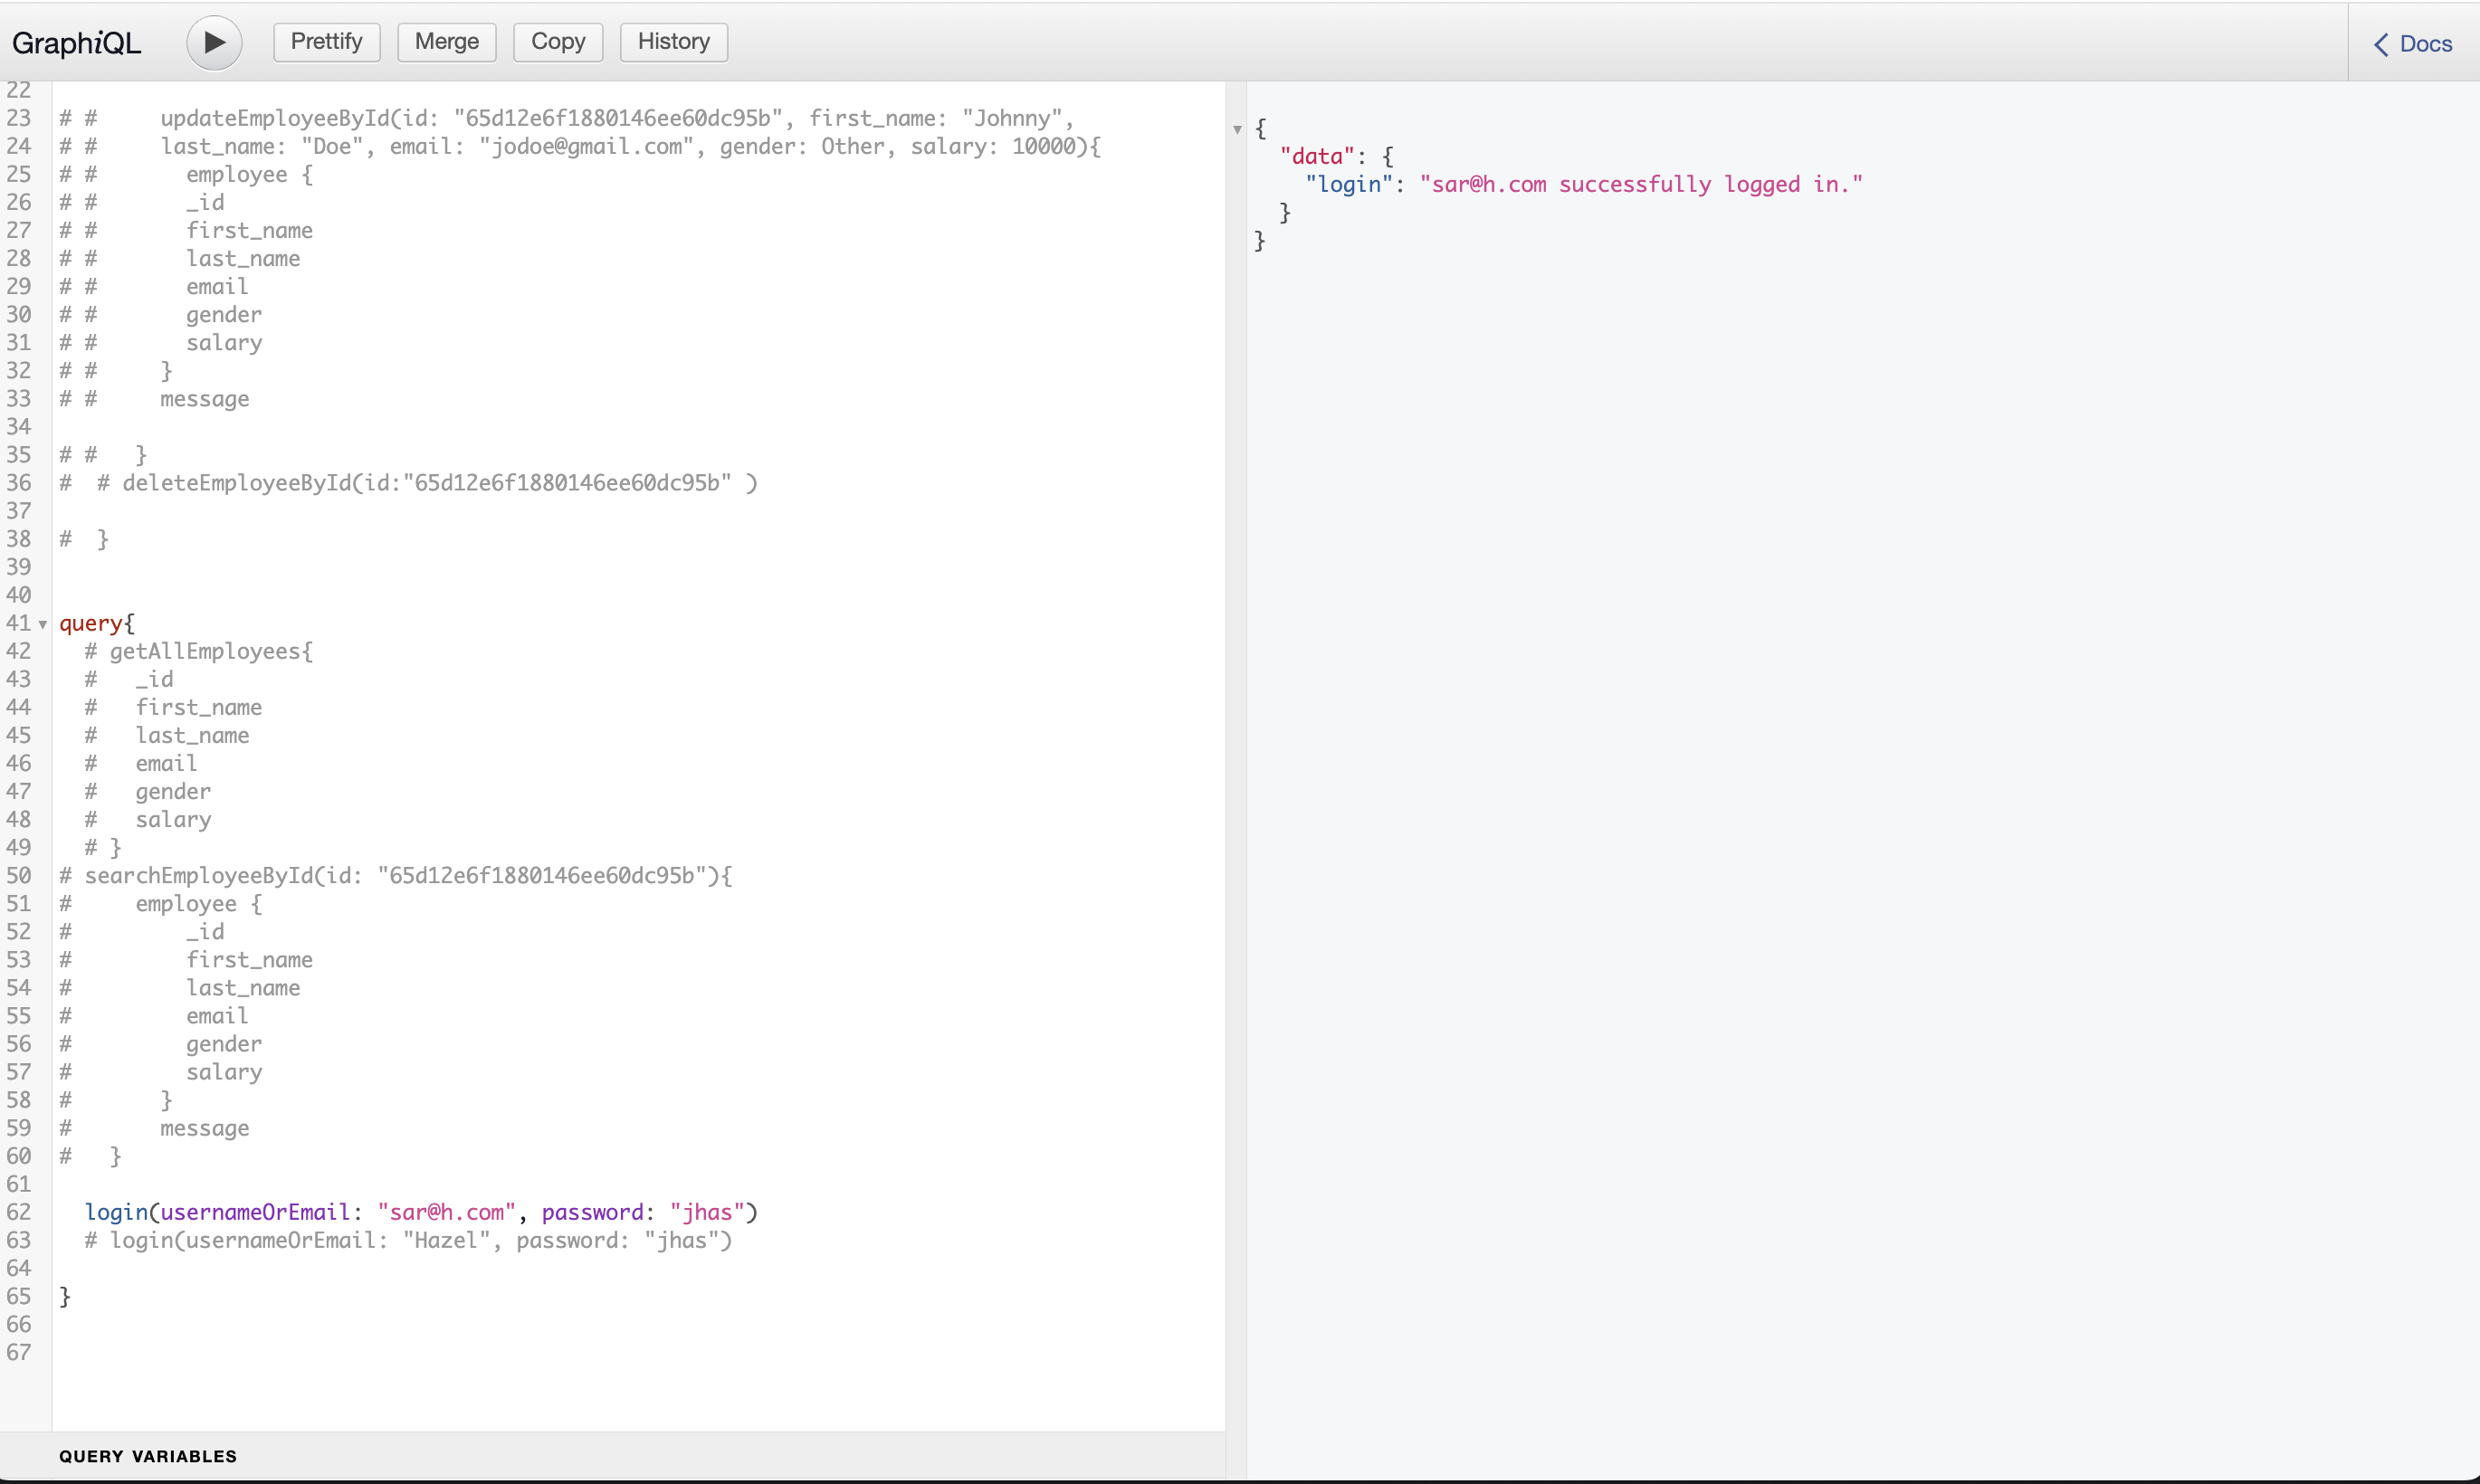 GraphiQL Prettify Merge Copy History Docs
22
23 # #     updateEmployeeById(id: "65d12e6f1880146ee60dc95b", first_name: "Johnny",
24 # #     last_name: "Doe", email: "jodoe@gmail.com", gender: Other, salary: 10000){
25 # #       employee {
26 # #       _id
27 # #       first_name
28 # #       last_name
29 # #       email
30 # #       gender
31 # #       salary
32 # #     }
33 # #     message
34
35 # #   }
36 #  # deleteEmployeeById(id:"65d12e6f1880146ee60dc95b" )
37
38 #  }
39
40
41 query{
42   # getAllEmployees{
43   #   _id
44   #   first_name
45   #   last_name
46   #   email
47   #   gender
48   #   salary
49   # }
50 # searchEmployeeById(id: "65d12e6f1880146ee60dc95b"){
51 #     employee {
52 #         _id
53 #         first_name
54 #         last_name
55 #         email
56 #         gender
57 #         salary
58 #       }
59 #       message
60 #   }
61
62   login(usernameOrEmail: "sar@h.com", password: "jhas")
63   # login(usernameOrEmail: "Hazel", password: "jhas")
64
65 }
66
67
QUERY VARIABLES
{
  "data": {
    "login": "sar@h.com successfully logged in."
  }
}